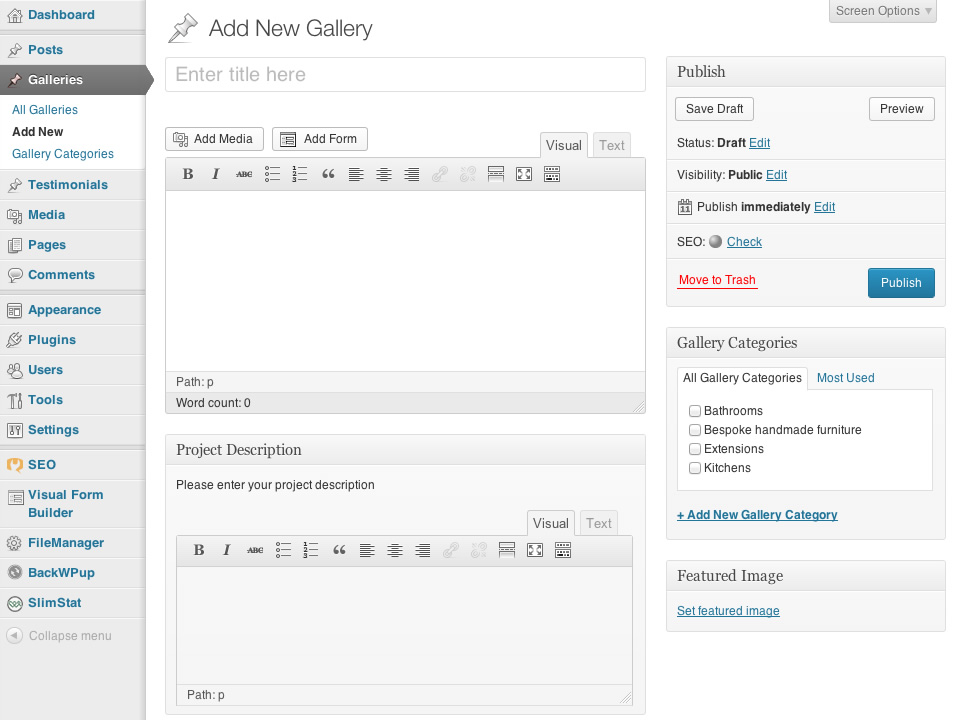 Dashboard
Posts
Galleries
All Galleries
Add New
Gallery Categories
Testimonials
Media
Pages
Comments
Appearance
Plugins
Users
Tools
Settings
SEO
Visual Form
Builder
FileManager
BackWPup
SlimStat
Collapse menu
Screen Options
Add New Gallery
Enter title here
Add Media
Add Form
Visual
Text
B I ABC
Path: p
Word count: 0
Project Description
Please enter your project description
Visual
Text
B I ABC
Path: p
Publish
Save Draft
Preview
Status: Draft Edit
Visibility: Public Edit
11 Publish immediately Edit
SEO: Check
Move to Trash
Publish
Gallery Categories
All Gallery Categories
Most Used
Bathrooms
Bespoke handmade furniture
Extensions
Kitchens
+ Add New Gallery Category
Featured Image
Set featured image